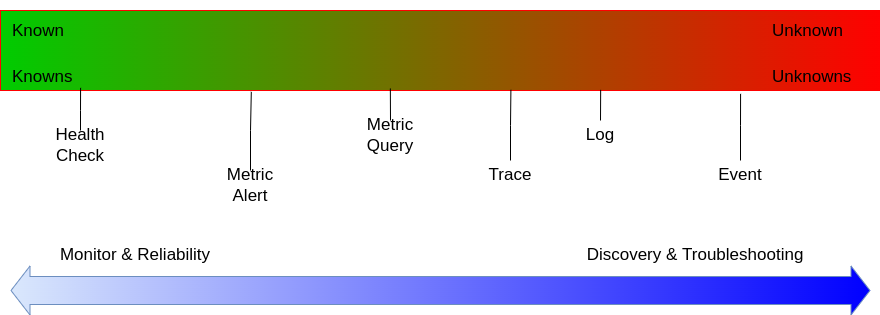 Known
Unknown
Knowns
Unknowns
Health
Check
Metric
Alert
Metric
Query
Trace
Log
Event
Monitor & Reliability
Discovery & Troubleshooting